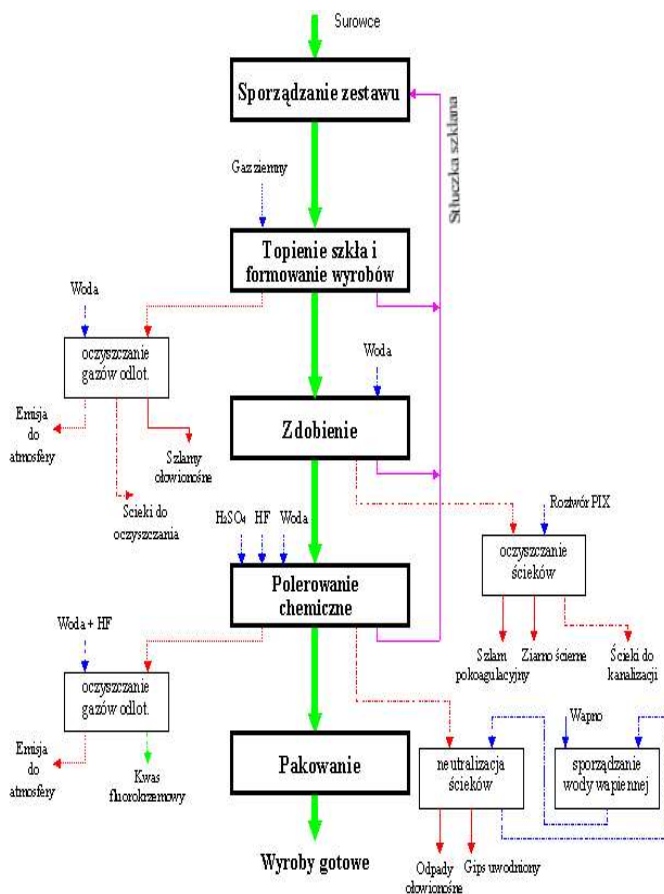 Surowce
Sporządzanie zestawu
Stłuczka szklana
Gaz ziemny
Topienie szkła i
formowanie wyrobów
Woda
oczyszczanie
gazów odlot.
Woda
Emisja
do
atmosfery
Szlamy
ołowionośne
Ścieki do
oczyszczania
Zdobienie
H₂SO₄ HF Woda
Roztwór PIX
oczyszczanie
ścieków
Polerowanie
chemiczne
Woda + HF
Szlam
pokoagulacyjny
Ziarno ścierne
Ścieki do
kanalizacji
oczyszczanie
gazów odlot.
Wapno
Emisja
do
atmosfery
Kwas
fluorokrzemowy
Pakowanie
neutralizacja
ścieków
sporządzanie
wody wapiennej
Wyroby gotowe
Odpady
ołowionośne
Gips uwodniony